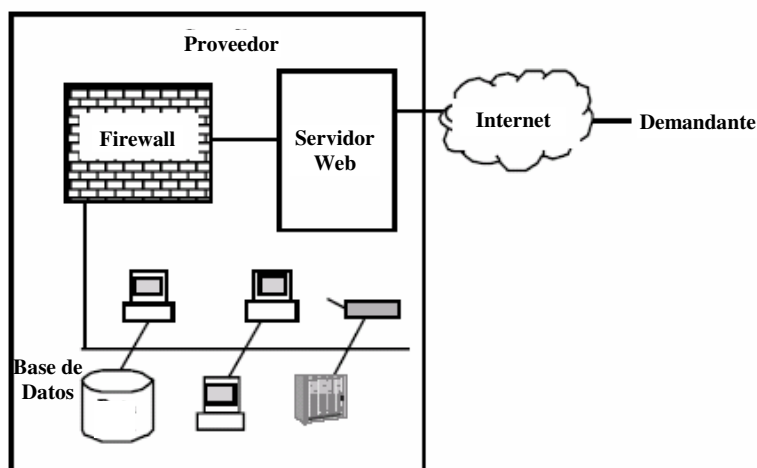 Proveedor
Firewall
Servidor
Web
Internet
Demandante
Base de
Datos